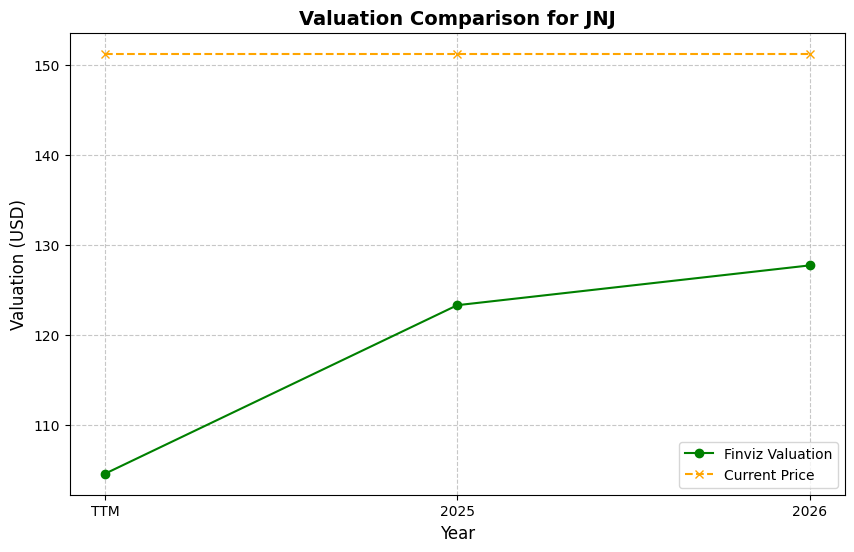 Valuation Comparison for JNJ
Valuation (USD)
150
140
130
120
110
TTM
2025
2026
Year
Finviz Valuation
Current Price